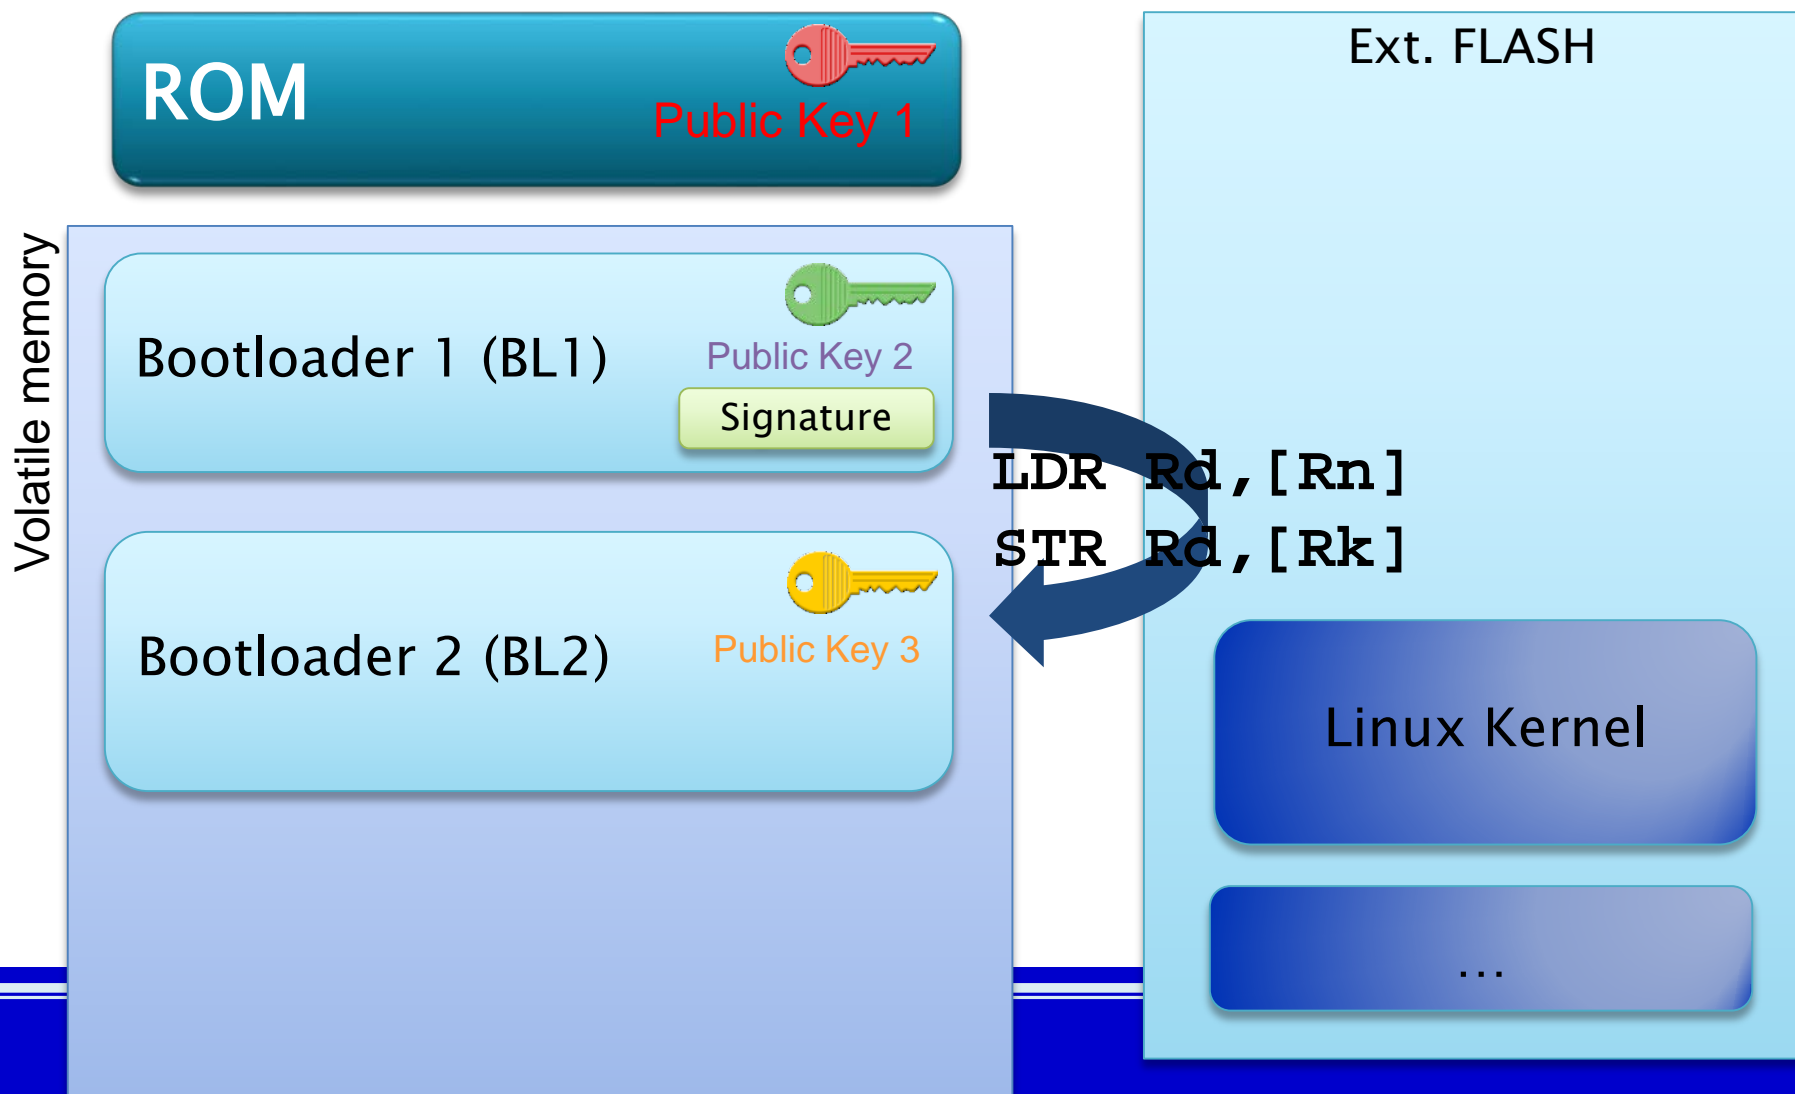 ROM
Public Key 1
Ext. FLASH
Volatile memory
Bootloader 1 (BL1)
Public Key 2
Signature
LDR Rd,[Rn]
STR Rd,[Rk]
Bootloader 2 (BL2)
Public Key 3
Linux Kernel
...